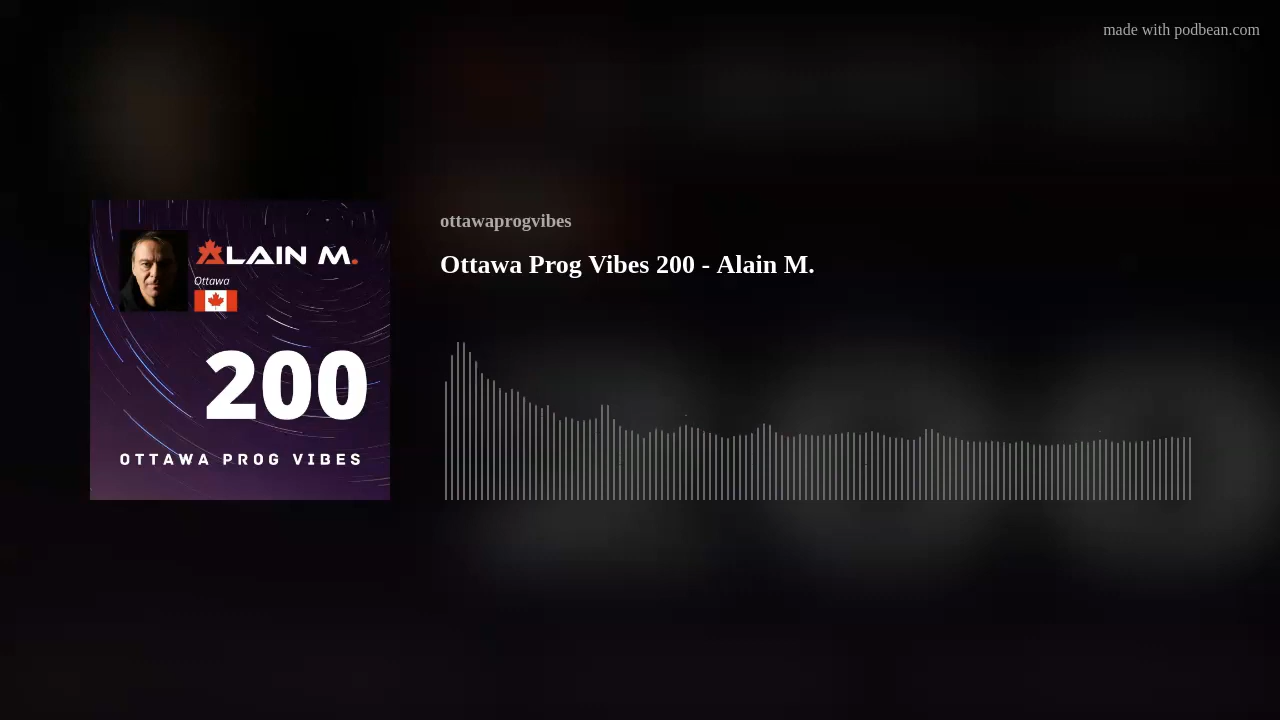 made with podbean.com
ottawaprogvibes
Ottawa Prog Vibes 200 - Alain M.
ALAIN M.
Ottawa
200
OTTAWA PROG VIBES